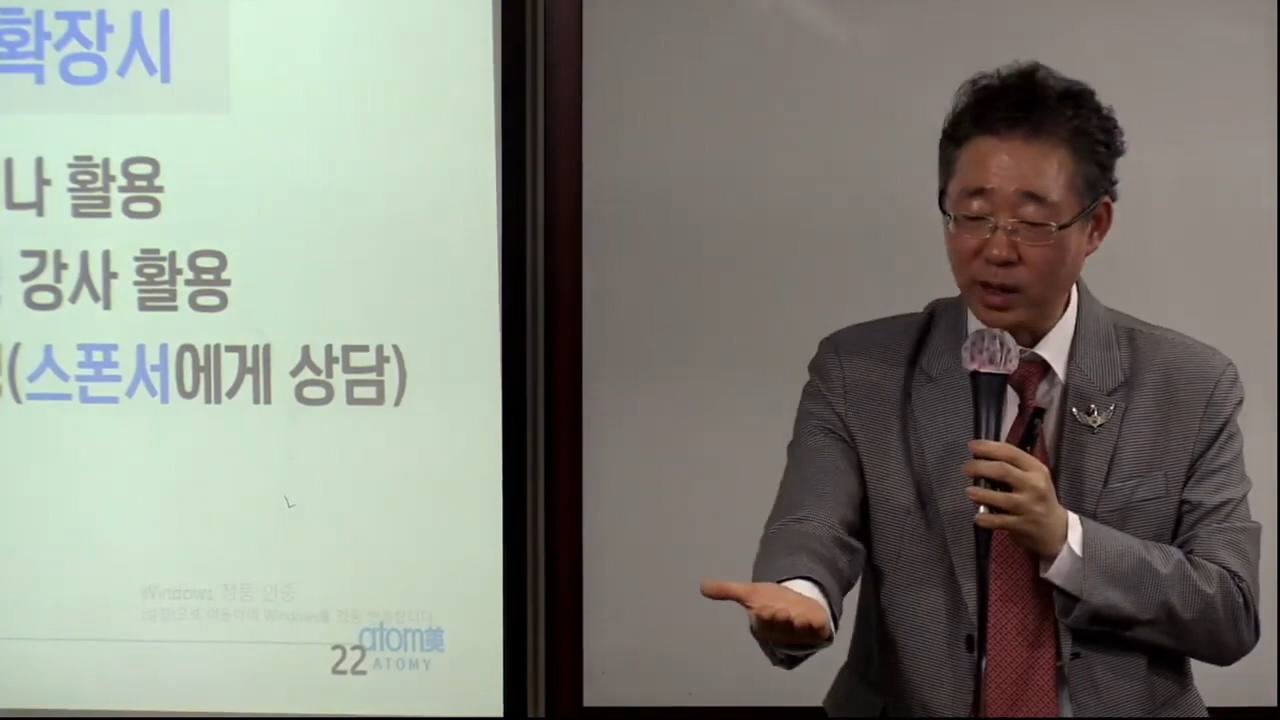 확장시
나 활용
강사 활용
(스폰서에게 상담)
Windows 정품 인증
22
atom美
ATOMY